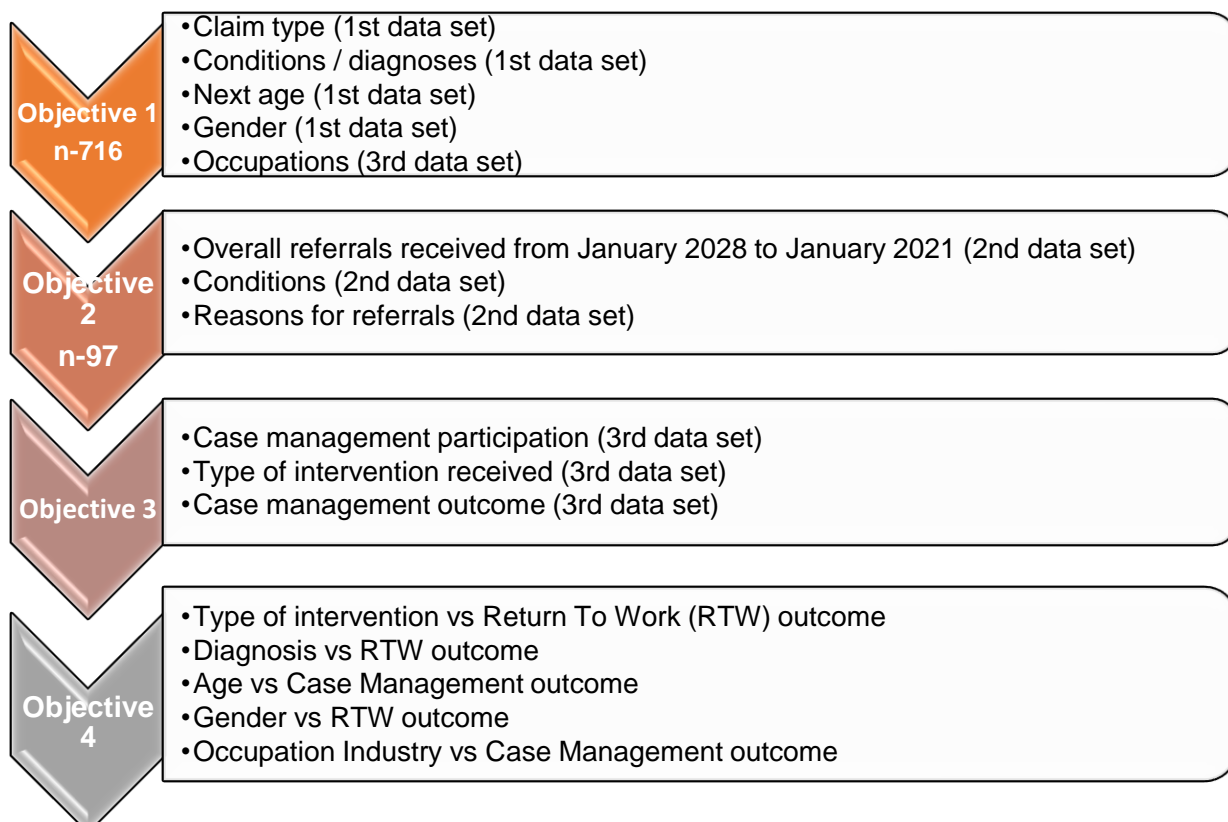 Objective 1
n-716
•Claim type (1st data set)
•Conditions / diagnoses (1st data set)
•Next age (1st data set)
•Gender (1st data set)
•Occupations (3rd data set)
Objective
2
n-97
•Overall referrals received from January 2028 to January 2021 (2nd data set)
•Conditions (2nd data set)
•Reasons for referrals (2nd data set)
Objective 3
•Case management participation (3rd data set)
•Type of intervention received (3rd data set)
•Case management outcome (3rd data set)
Objective
4
•Type of intervention vs Return To Work (RTW) outcome
•Diagnosis vs RTW outcome
•Age vs Case Management outcome
•Gender vs RTW outcome
•Occupation Industry vs Case Management outcome